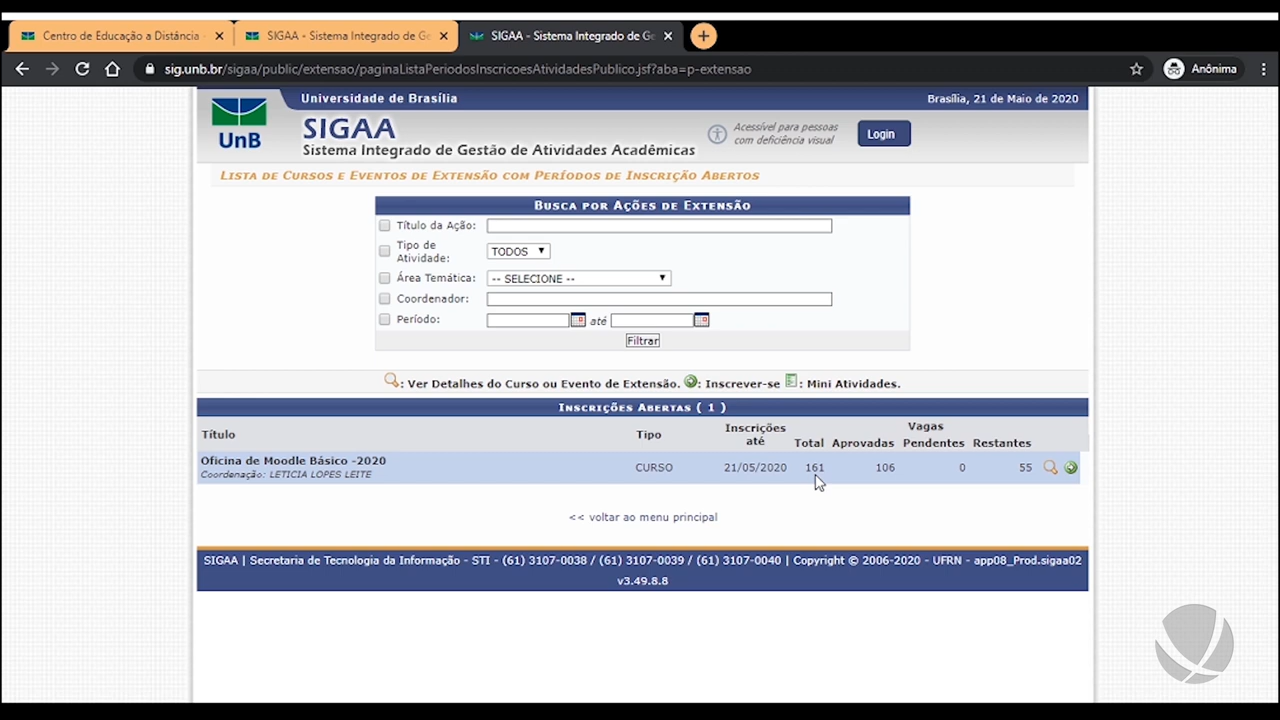 Centro de Educação a Distância
SIGAA - Sistema Integrado de Ge
SIGAA - Sistema Integrado de G
sig.unb.br/sigaa/public/extensao/paginaListaPeriodosInscricoesAtividadesPublico.jsf?aba=p-extensao
Anônima
Universidade de Brasília
Brasília, 21 de Maio de 2020
UnB
SIGAA
Sistema Integrado de Gestão de Atividades Acadêmicas
Acessível para pessoas
com deficiência visual
Login
Lista de Cursos e Eventos de Extensão com Períodos de Inscrição Abertos
Busca por Ações de Extensão
Título da Ação:
Tipo de
Atividade:
TODOS
Área Temática:
-- SELECIONE --
Coordenador:
Período:
até
Filtrar
: Ver Detalhes do Curso ou Evento de Extensão. : Inscrever-se : Mini Atividades.
Inscrições Abertas ( 1 )
Título
Tipo
Inscrições
até
Vagas
Total Aprovadas Pendentes Restantes
Oficina de Moodle Básico -2020
Coordenação: LETICIA LOPES LEITE
CURSO 21/05/2020 161 106 0 55
<< voltar ao menu principal
SIGAA | Secretaria de Tecnologia da Informação - STI - (61) 3107-0038 / (61) 3107-0039 / (61) 3107-0040 | Copyright © 2006-2020 - UFRN - app08_Prod.sigaa02
v3.49.8.8